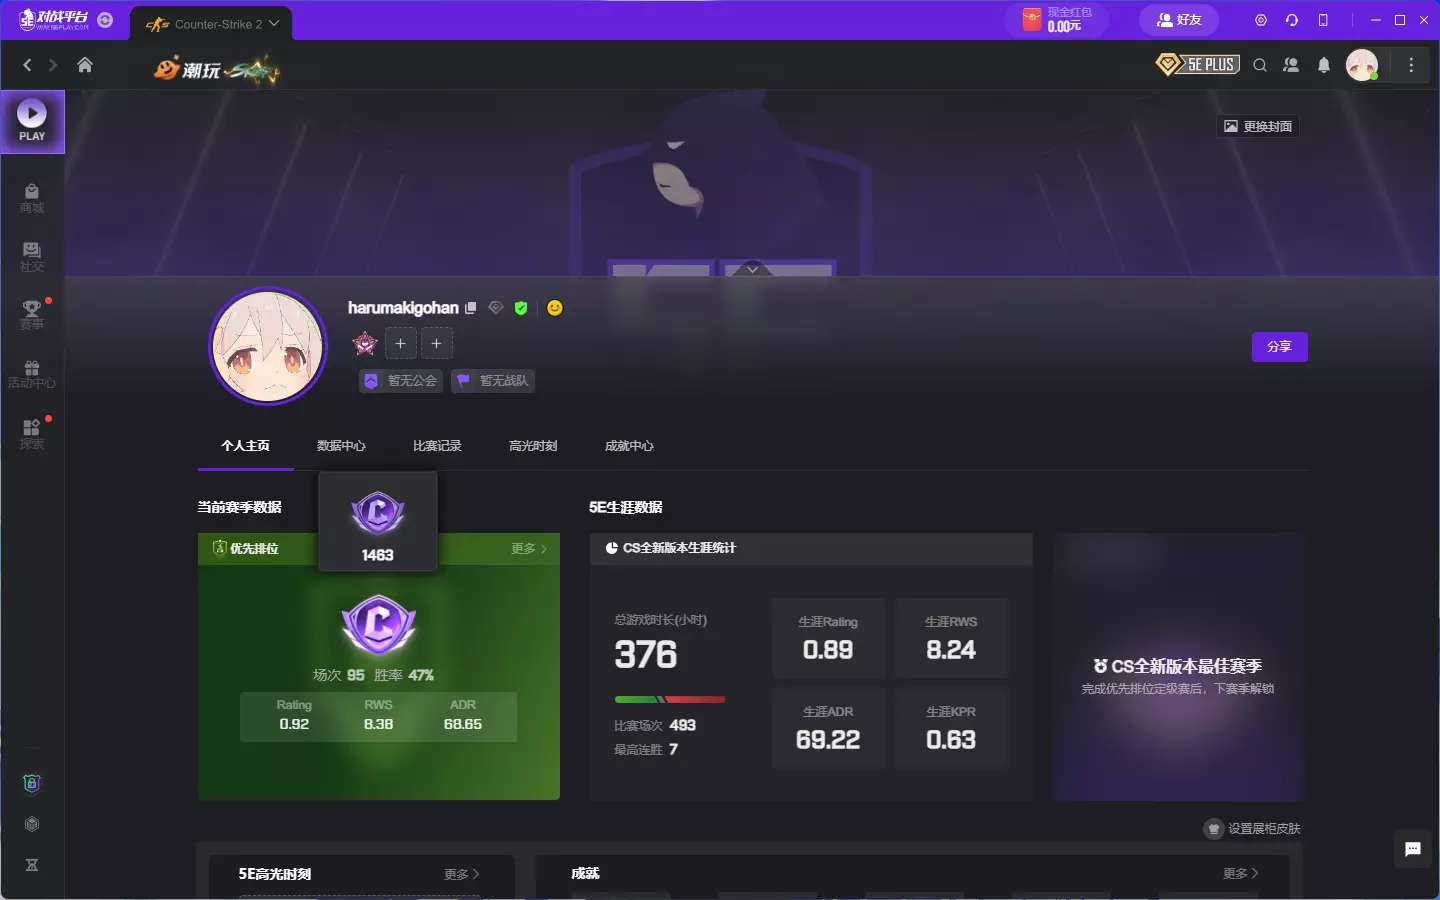 对战平台
WWW.5EPLAY.COM
Counter-Strike 2
现金红包
0.00元
好友
潮玩
5E PLUS
PLAY
更换封面
商城
社交
赛事
活动中心
探索
harumakigohan
暂无公会
暂无战队
分享
个人主页
数据中心
比赛记录
高光时刻
成就中心
当前赛季数据
5E生涯数据
优先排位
更多
C
1463
C
场次 95 胜率 47%
Rating RWS ADR
0.92 8.38 68.65
CS全新版本生涯统计
总游戏时长(小时)
376
比赛场次 493
最高连胜 7
生涯Rating
0.89
生涯RWS
8.24
生涯ADR
69.22
生涯KPR
0.63
CS全新版本最佳赛季
完成优先排位定级赛后，下赛季解锁
设置展柜皮肤
5E高光时刻
更多
成就
更多